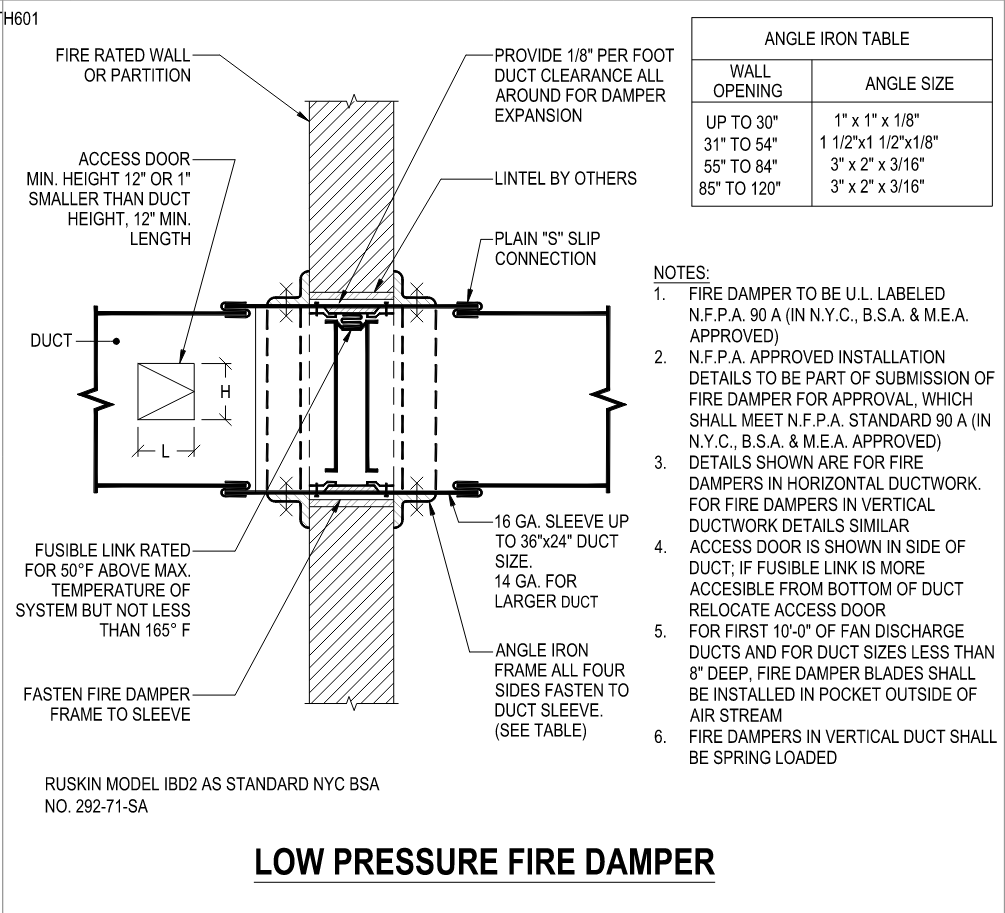 TH601
FIRE RATED WALL
OR PARTITION
ACCESS DOOR
MIN. HEIGHT 12" OR 1"
SMALLER THAN DUCT
HEIGHT, 12" MIN.
LENGTH
DUCT
H
L
FUSIBLE LINK RATED
FOR 50°F ABOVE MAX.
TEMPERATURE OF
SYSTEM BUT NOT LESS
THAN 165° F
FASTEN FIRE DAMPER
FRAME TO SLEEVE
PROVIDE 1/8" PER FOOT
DUCT CLEARANCE ALL
AROUND FOR DAMPER
EXPANSION
LINTEL BY OTHERS
PLAIN "S" SLIP
CONNECTION
16 GA. SLEEVE UP
TO 36"x24" DUCT
SIZE.
14 GA. FOR
LARGER DUCT
ANGLE IRON
FRAME ALL FOUR
SIDES FASTEN TO
DUCT SLEEVE.
(SEE TABLE)
ANGLE IRON TABLE
WALL
OPENING
ANGLE SIZE
UP TO 30" 1" x 1" x 1/8"
31" TO 54" 1 1/2"x1 1/2"x1/8"
55" TO 84" 3" x 2" x 3/16"
85" TO 120" 3" x 2" x 3/16"
NOTES:
1. FIRE DAMPER TO BE U.L. LABELED
N.F.P.A. 90 A (IN N.Y.C., B.S.A. & M.E.A.
APPROVED)
2. N.F.P.A. APPROVED INSTALLATION
DETAILS TO BE PART OF SUBMISSION OF
FIRE DAMPER FOR APPROVAL, WHICH
SHALL MEET N.F.P.A. STANDARD 90 A (IN
N.Y.C., B.S.A. & M.E.A. APPROVED)
3. DETAILS SHOWN ARE FOR FIRE
DAMPERS IN HORIZONTAL DUCTWORK.
FOR FIRE DAMPERS IN VERTICAL
DUCTWORK DETAILS SIMILAR
4. ACCESS DOOR IS SHOWN IN SIDE OF
DUCT; IF FUSIBLE LINK IS MORE
ACCESIBLE FROM BOTTOM OF DUCT
RELOCATE ACCESS DOOR
5. FOR FIRST 10'-0" OF FAN DISCHARGE
DUCTS AND FOR DUCT SIZES LESS THAN
8" DEEP, FIRE DAMPER BLADES SHALL
BE INSTALLED IN POCKET OUTSIDE OF
AIR STREAM
6. FIRE DAMPERS IN VERTICAL DUCT SHALL
BE SPRING LOADED
RUSKIN MODEL IBD2 AS STANDARD NYC BSA
NO. 292-71-SA
LOW PRESSURE FIRE DAMPER